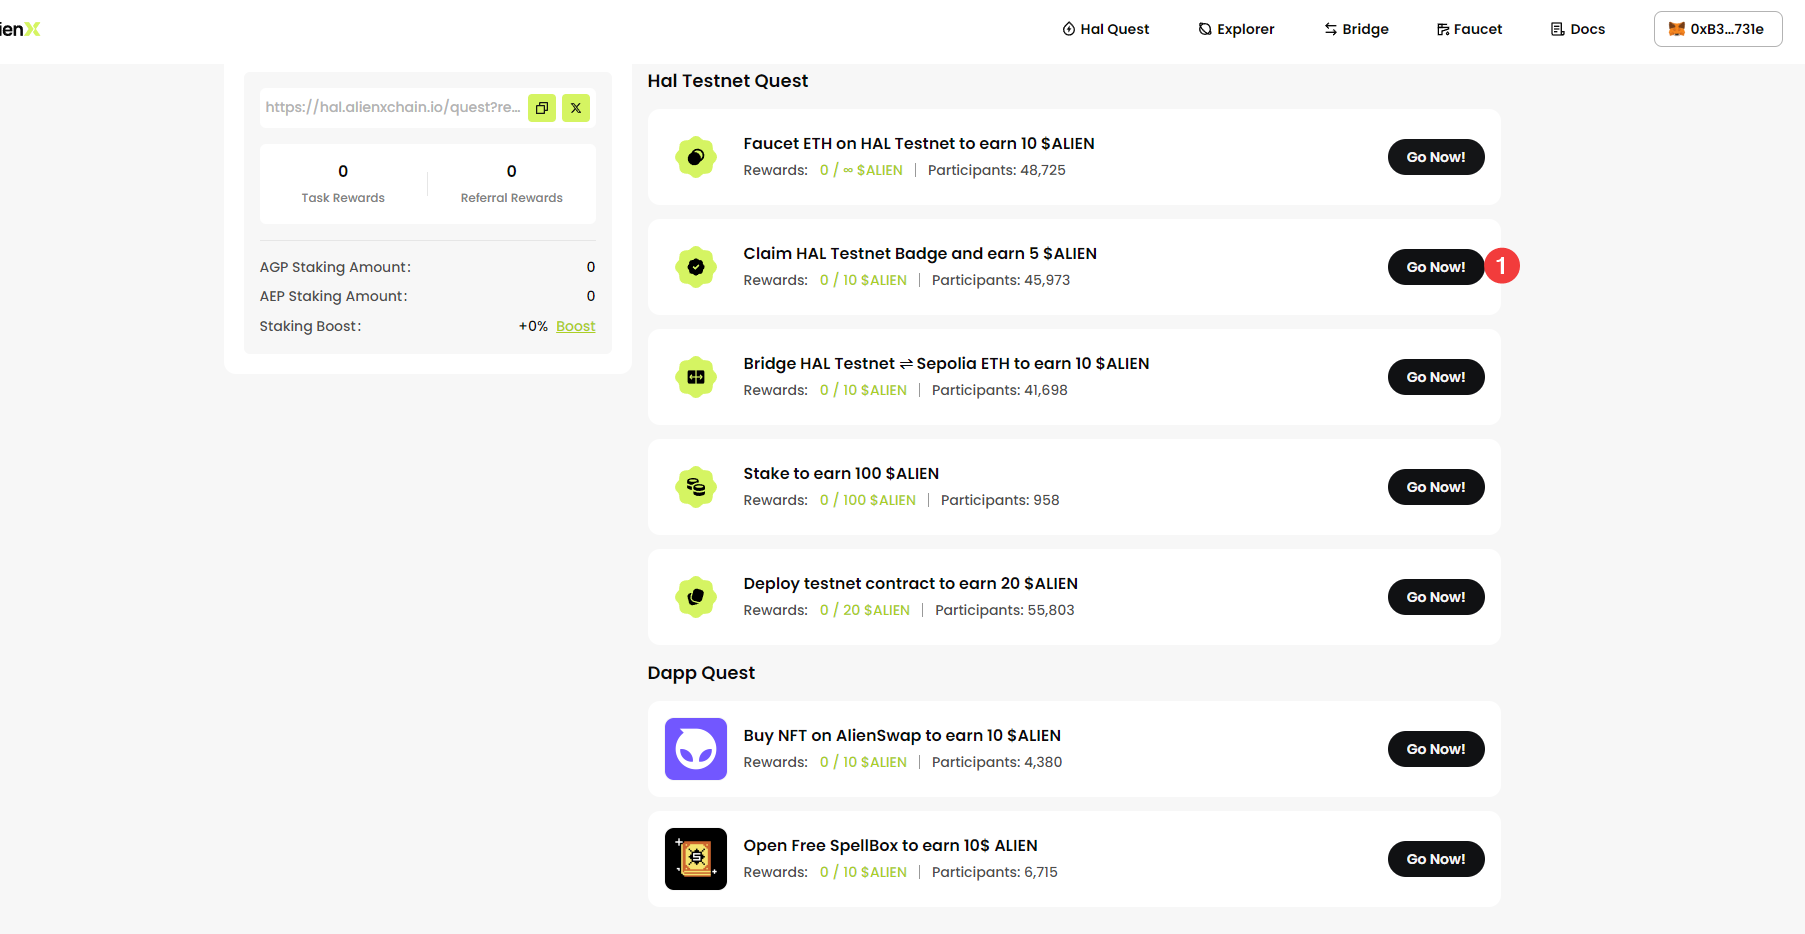 ienX
Hal Quest
Explorer
Bridge
Faucet
Docs
0xB3...731e
https://hal.alienxchain.io/quest?re...
0
Task Rewards
0
Referral Rewards
AGP Staking Amount: 0
AEP Staking Amount: 0
Staking Boost: +0% Boost
Hal Testnet Quest
Faucet ETH on HAL Testnet to earn 10 $ALIEN
Rewards: 0 / ∞ $ALIEN | Participants: 48,725
Go Now!
Claim HAL Testnet Badge and earn 5 $ALIEN
Rewards: 0 / 10 $ALIEN | Participants: 45,973
Go Now!
1
Bridge HAL Testnet ⇌ Sepolia ETH to earn 10 $ALIEN
Rewards: 0 / 10 $ALIEN | Participants: 41,698
Go Now!
Stake to earn 100 $ALIEN
Rewards: 0 / 100 $ALIEN | Participants: 958
Go Now!
Deploy testnet contract to earn 20 $ALIEN
Rewards: 0 / 20 $ALIEN | Participants: 55,803
Go Now!
Dapp Quest
Buy NFT on AlienSwap to earn 10 $ALIEN
Rewards: 0 / 10 $ALIEN | Participants: 4,380
Go Now!
Open Free SpellBox to earn 10$ ALIEN
Rewards: 0 / 10 $ALIEN | Participants: 6,715
Go Now!